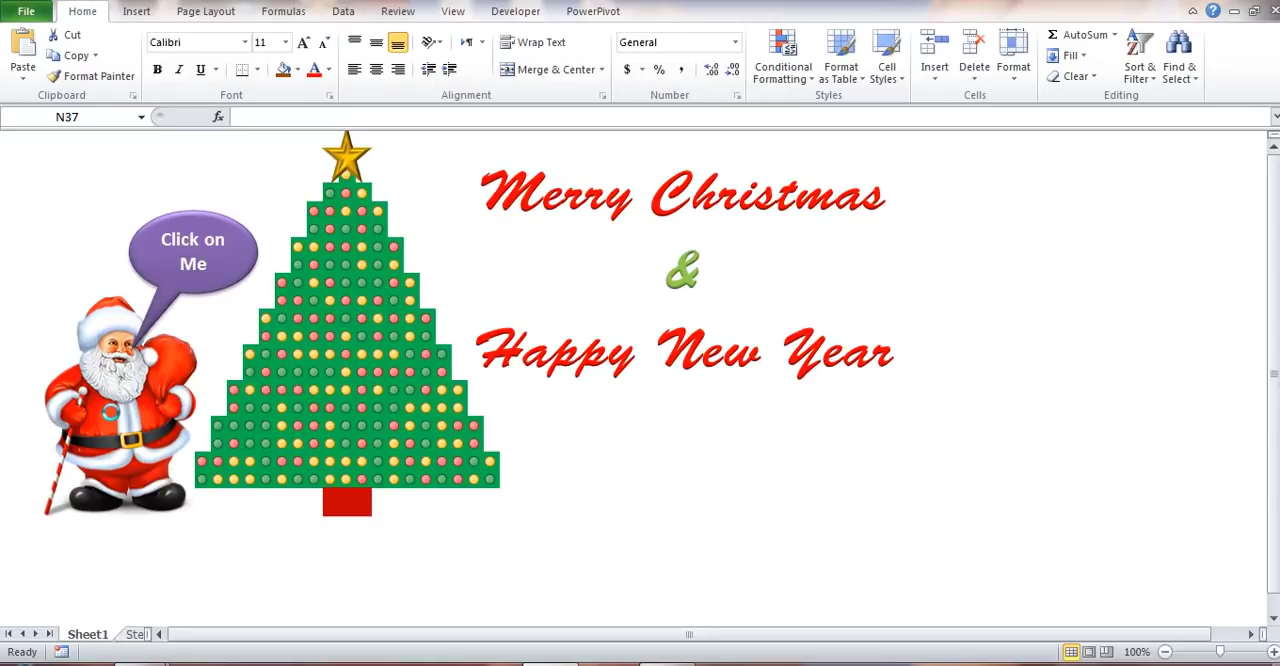 File Home Insert Page Layout Formulas Data Review View Developer PowerPivot
Paste
Cut
Copy
Format Painter
Clipboard
Calibri 11 A A
B I U A
Font
Wrap Text
Merge & Center
Alignment
General
$ % ,
Number
Conditional Formatting
Format as Table
Cell Styles
Styles
Insert Delete Format
Cells
Σ AutoSum
Fill
Clear
Sort & Filter
Find & Select
Editing
N37 fx
Merry Christmas
&
Happy New Year
Click on
Me
Sheet1 Ste
Ready 100%